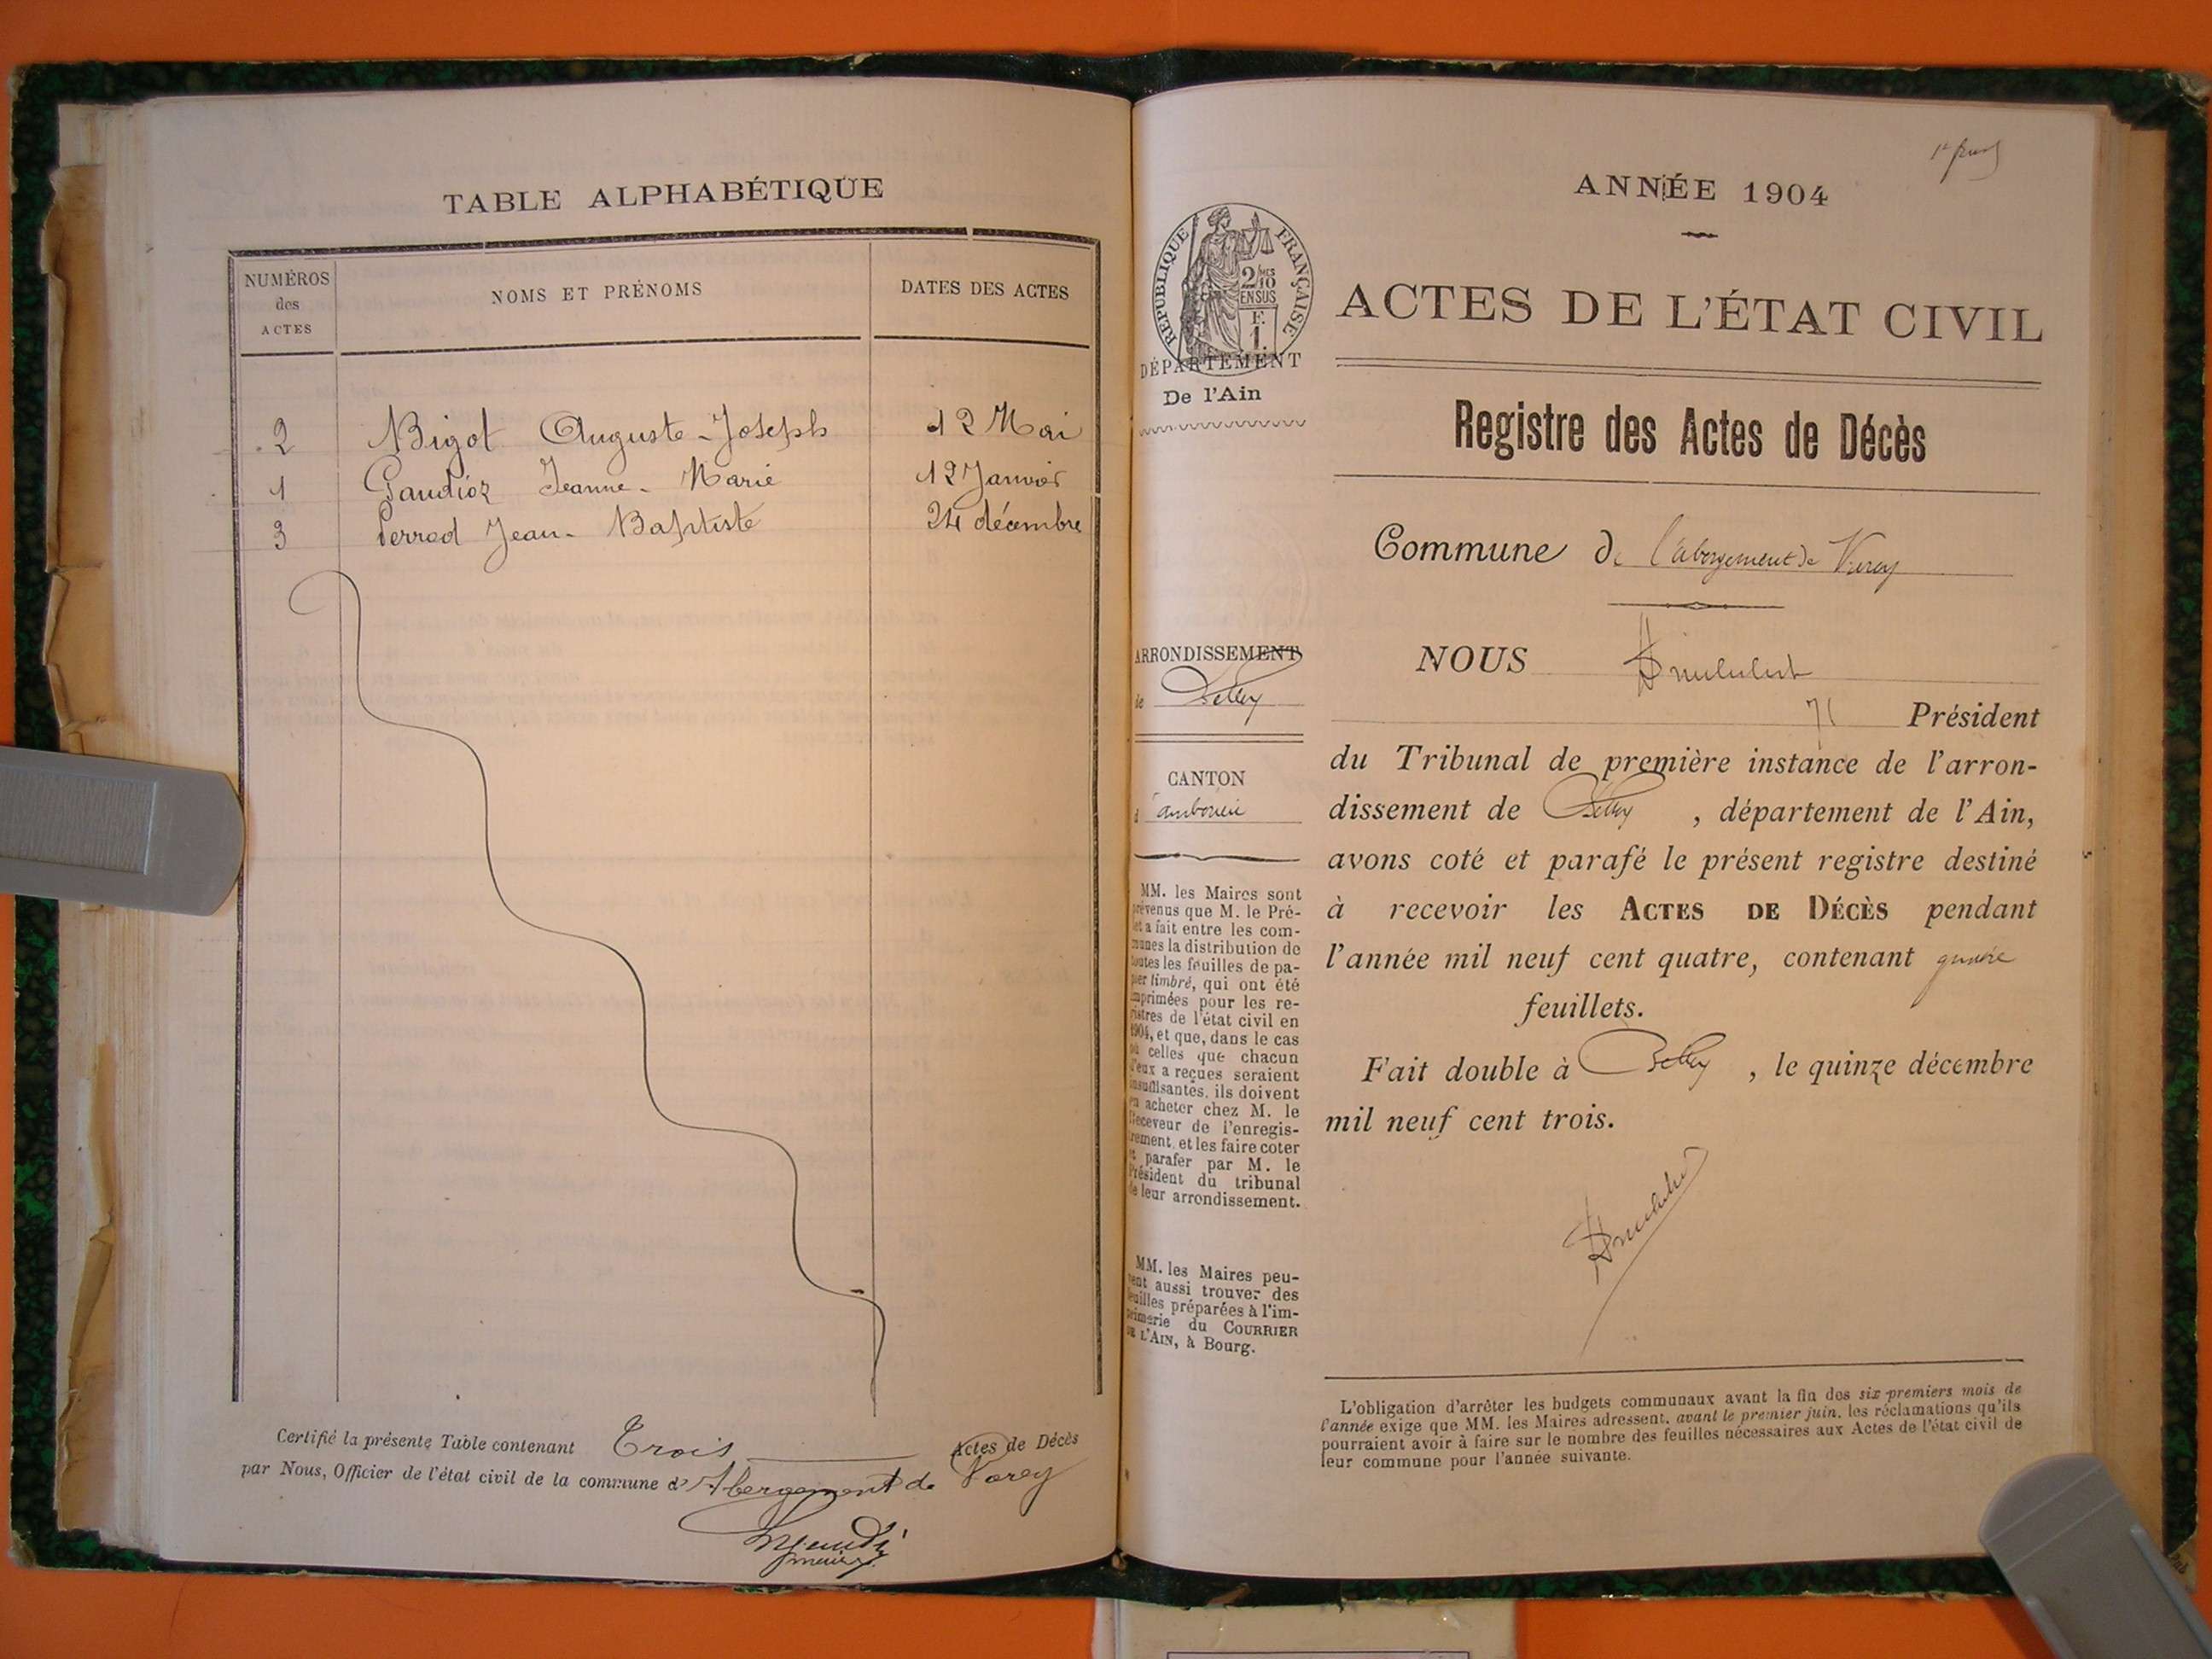 TABLE ALPHABÉTIQUE
NUMÉROS
des
ACTES
NOMS ET PRÉNOMS
DATES DES ACTES
2 Bigot Auguste-Joseph 12 Mai
1 Gaudioz Jeanne-Marie 12 Janvier
3 Perrod Jean-Baptiste 24 décembre
Certifié la présente Table contenant Trois Actes de Décès
par Nous, Officier de l'état civil de la commune d'Abergement de Varey
ANNÉE 1904
RÉPUBLIQUE FRANÇAISE
2/10 MES
EN SUS
F.
1.
DÉPARTEMENT
De l'Ain
ACTES DE L'ÉTAT CIVIL
Registre des Actes de Décès
Commune de l'abergement de Varey
ARRONDISSEMENT
de Belley
CANTON
d
MM. les Maires sont
prévenus que M. le Pré-
fet a fait entre les com-
munes la distribution de
toutes les feuilles de pa-
pier timbré, qui ont été
imprimées pour les re-
gistres de l'état civil en
1904, et que, dans le cas
où celles que chacun
d'eux a reçues seraient
insuffisantes, ils doivent
en acheter chez M. le
Receveur de l'enregis-
trement, et les faire coter
et parafer par M. le
Président du tribunal
de leur arrondissement.
MM. les Maires peu-
vent aussi trouver des
feuilles préparées à l'im-
primerie du COURRIER
DE L'AIN, à Bourg.
NOUS
Président
du Tribunal de première instance de l'arron-
dissement de Belley, département de l'Ain,
avons coté et parafé le présent registre destiné
à recevoir les ACTES DE DÉCÈS pendant
l'année mil neuf cent quatre, contenant
feuillets.
Fait double à Belley, le quinze décembre
mil neuf cent trois.
L'obligation d'arrêter les budgets communaux avant la fin des six premiers mois de
l'année exige que MM. les Maires adressent, avant le premier juin, les réclamations qu'ils
pourraient avoir à faire sur le nombre des feuilles nécessaires aux Actes de l'état civil de
leur commune pour l'année suivante.